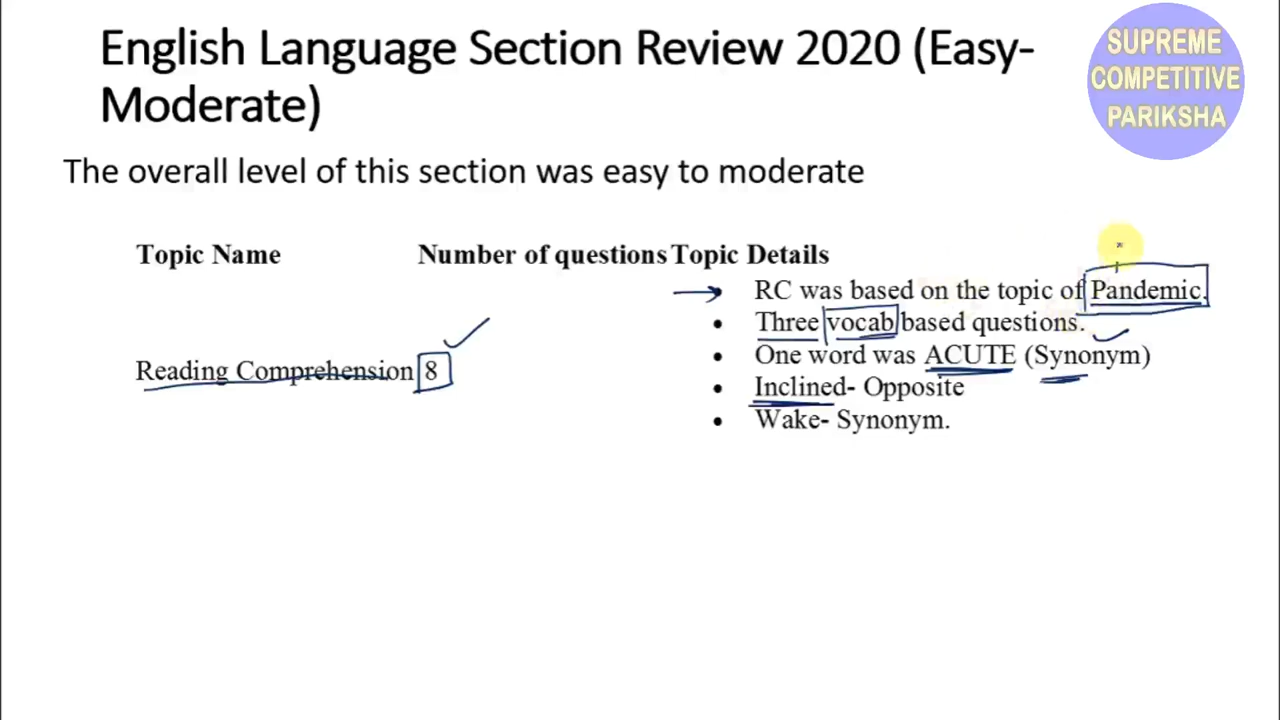 English Language Section Review 2020 (Easy-
Moderate)
SUPREME
COMPETITIVE
PARIKSHA
The overall level of this section was easy to moderate
Topic Name Number of questions Topic Details
• RC was based on the topic of Pandemic.
• Three vocab based questions.
• One word was ACUTE (Synonym)
Reading Comprehension 8
• Inclined- Opposite
• Wake- Synonym.